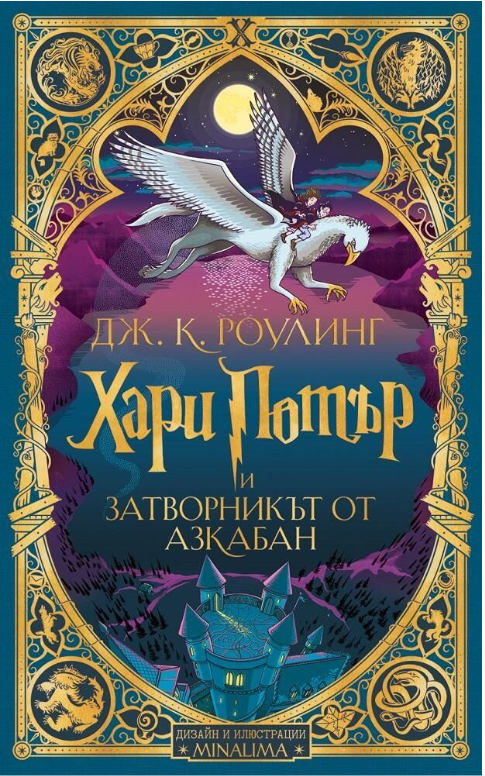 X
ДЖ. К. РОУЛИНГ
Хари Потър
и
ЗАТВОРНИКЪТ ОТ
АЗКАБАН
ДИЗАЙН И ИЛЮСТРАЦИИ
MINALIMA